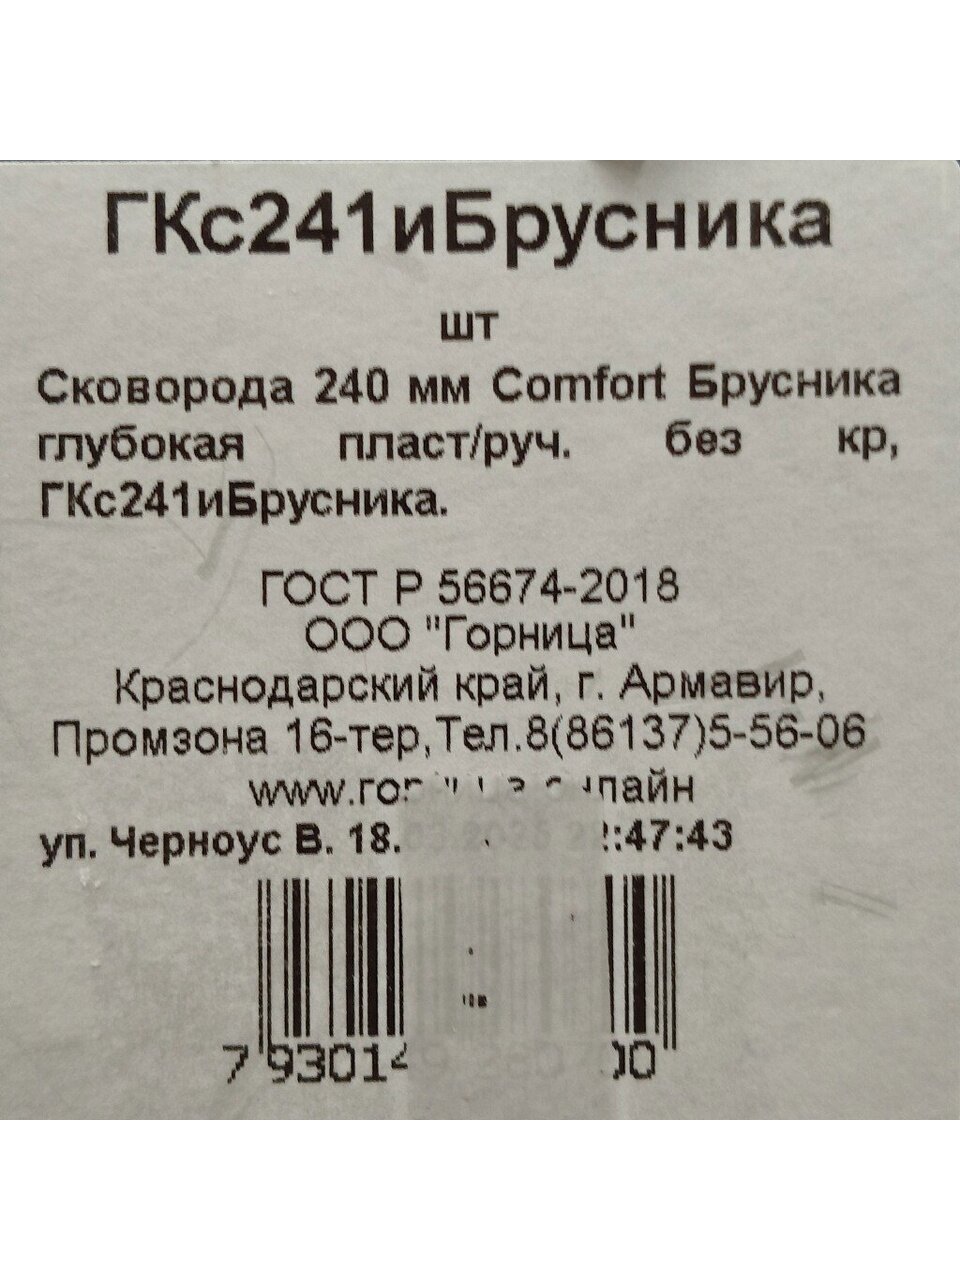 ГКс241иБрусника
шт
Сковорода 240 мм Comfort Брусника
глубокая пласт/руч. без кр,
ГКс241иБрусника.
ГОСТ Р 56674-2018
ООО "Горница"
Краснодарский край, г. Армавир,
Промзона 16-тер,Тел.8(86137)5-56-06
уп. Черноус В. 18.